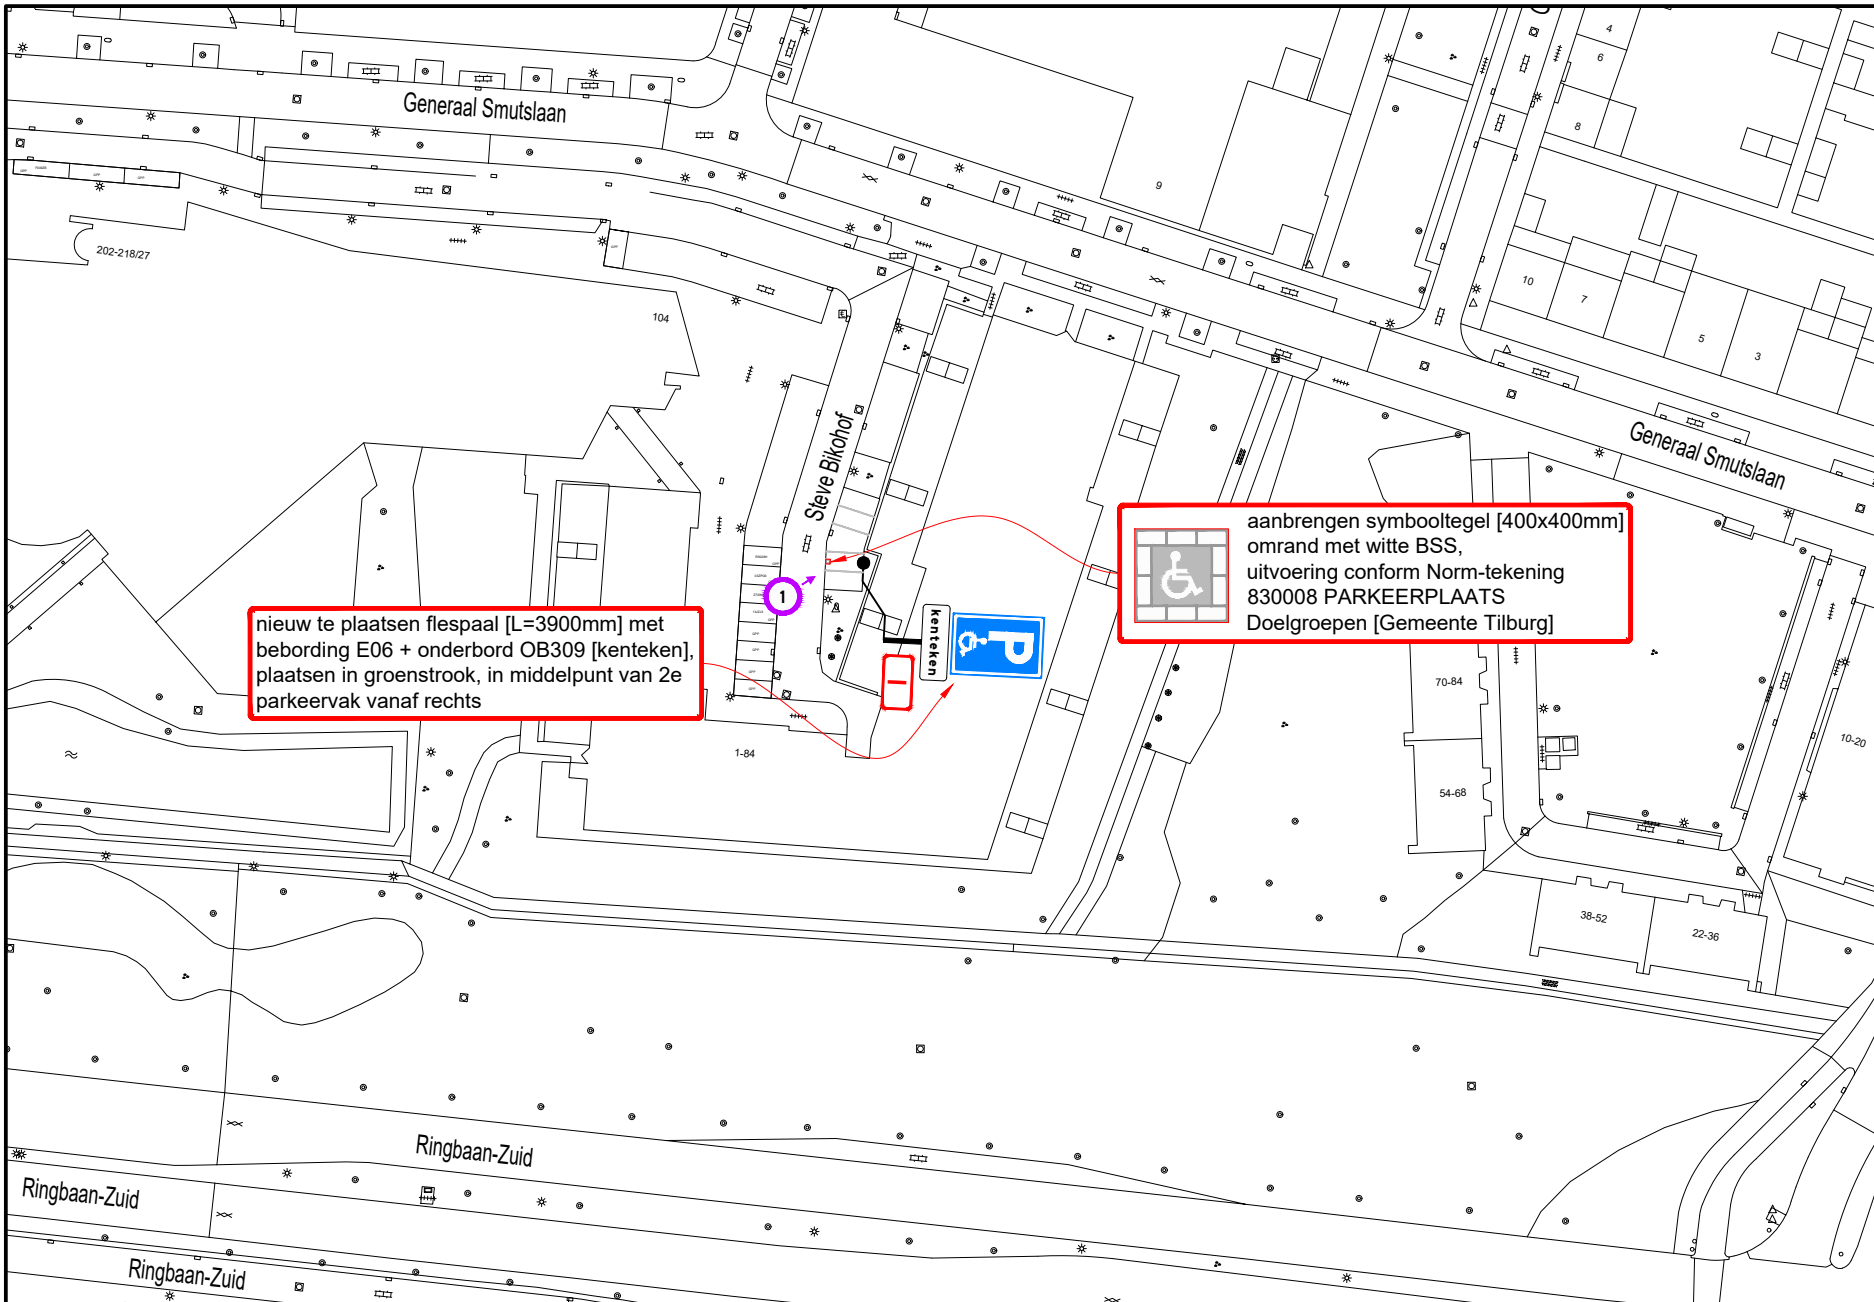 Generaal Smutslaan
4
6
8
9
202-218/27
104
10
7
5
3
Steve Bikohof
Generaal Smutslaan
aanbrengen symbooltegel [400x400mm]
omrand met witte BSS,
uitvoering conform Norm-tekening
830008 PARKEERPLAATS
Doelgroepen [Gemeente Tilburg]
1
nieuw te plaatsen flespaal [L=3900mm] met
bebording E06 + onderbord OB309 [kenteken],
plaatsen in groenstrook, in middelpunt van 2e
parkeervak vanaf rechts
kenteken
P
70-84
1-84
10-20
54-68
38-52
22-36
Ringbaan-Zuid
Ringbaan-Zuid
Ringbaan-Zuid